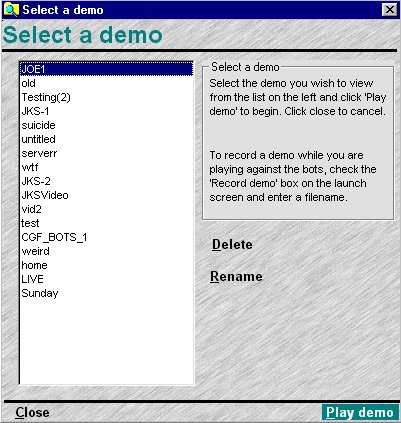 Select a demo
Select a demo
JOE1
old
Testing(2)
JKS-1
suicide
untitled
serverr
wtf
JKS-2
JKSVideo
vid2
test
CGF_BOTS_1
weird
home
LIVE
Sunday
Select a demo
Select the demo you wish to view
from the list on the left and click 'Play
demo' to begin. Click close to cancel.
To record a demo while you are
playing against the bots, check the
'Record demo' box on the launch
screen and enter a filename.
Delete
Rename
Close
Play demo